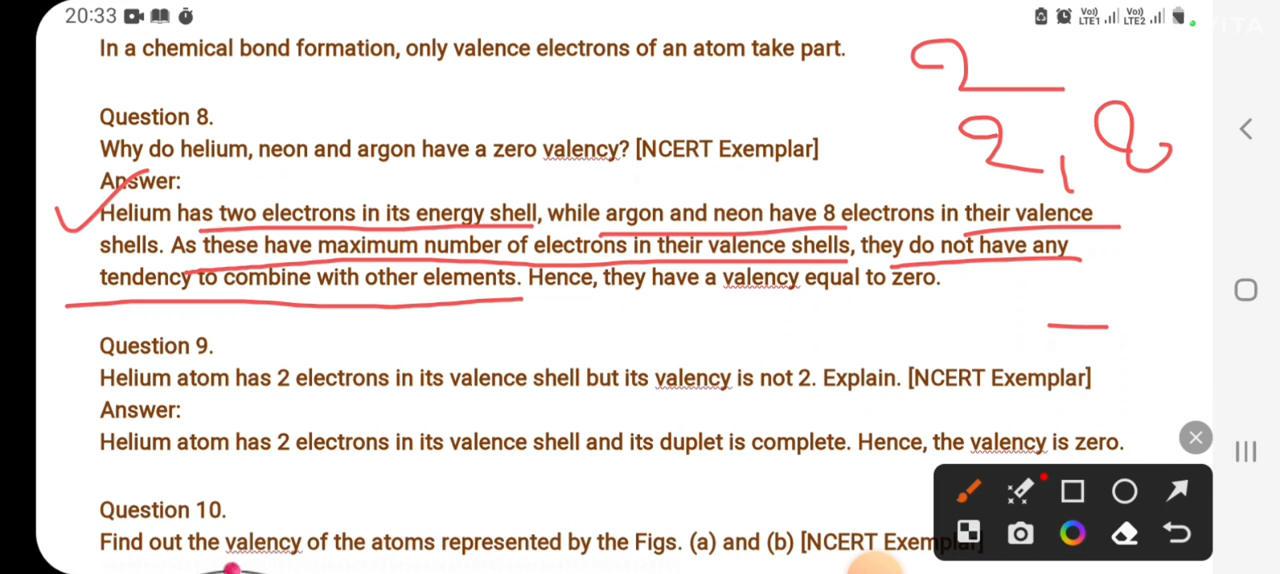 20:33 Vo) LTE1 Vo) LTE2
In a chemical bond formation, only valence electrons of an atom take part.
2
2, 8
Question 8.
Why do helium, neon and argon have a zero valency? [NCERT Exemplar]
Answer:
Helium has two electrons in its energy shell, while argon and neon have 8 electrons in their valence
shells. As these have maximum number of electrons in their valence shells, they do not have any
tendency to combine with other elements. Hence, they have a valency equal to zero.
Question 9.
Helium atom has 2 electrons in its valence shell but its valency is not 2. Explain. [NCERT Exemplar]
Answer:
Helium atom has 2 electrons in its valence shell and its duplet is complete. Hence, the valency is zero.
Question 10.
Find out the valency of the atoms represented by the Figs. (a) and (b) [NCERT Exemplar]